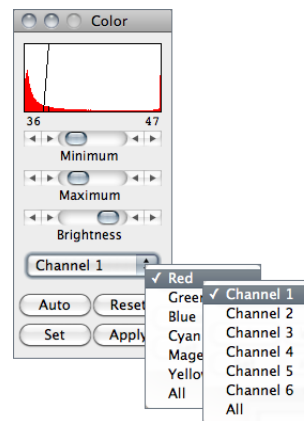 Color
36 47
Minimum
Maximum
Brightness
Channel 1
Auto Reset
Set Apply
✓ Red
Green
Blue
Cyan
Mage
Yello
All
✓ Channel 1
Channel 2
Channel 3
Channel 4
Channel 5
Channel 6
All